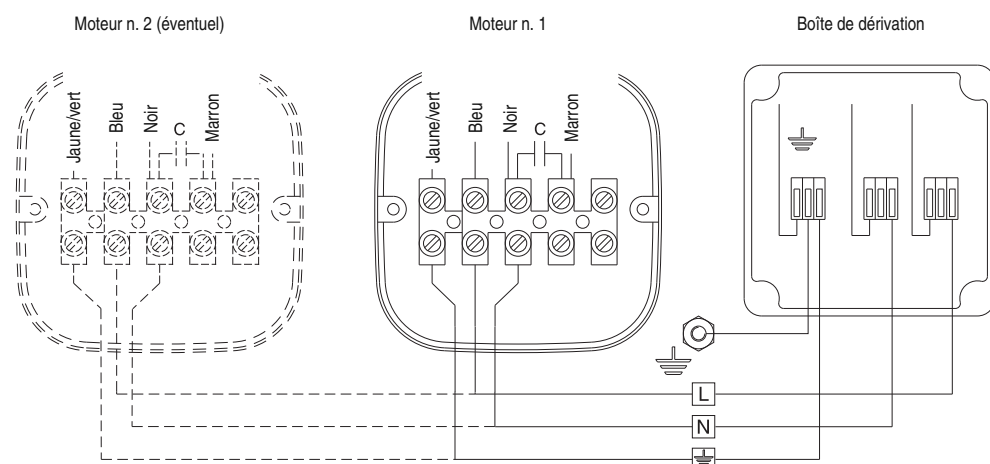 Moteur n. 2 (éventuel)
Moteur n. 1
Boîte de dérivation
Jaune/vert
Bleu
Noir
C
Marron
Jaune/vert
Bleu
Noir
C
Marron
L
N